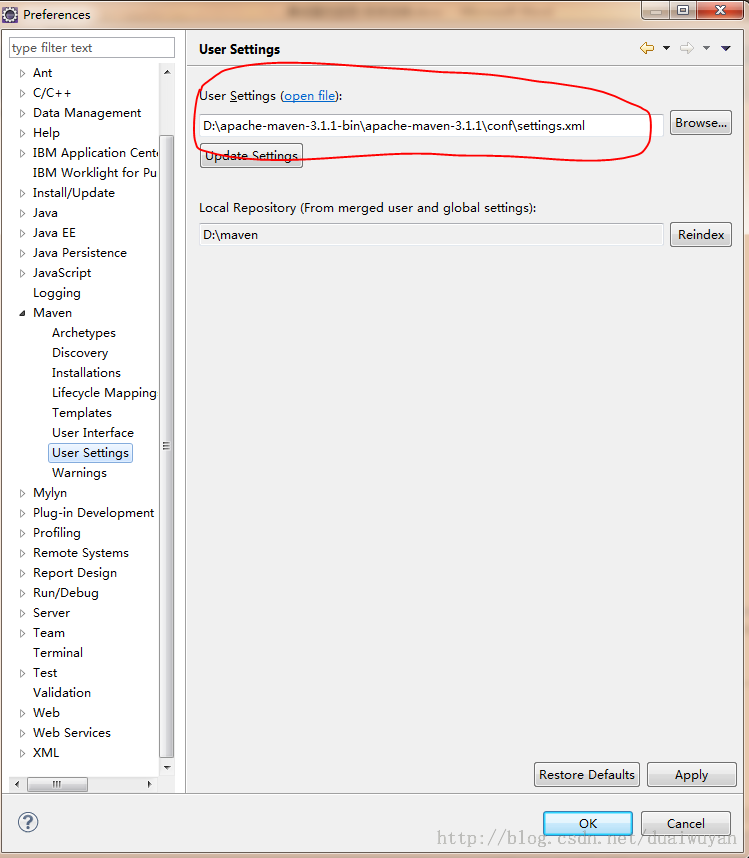 Preferences
type filter text
Ant
C/C++
Data Management
Help
IBM Application Cente
IBM Worklight for Pu
Install/Update
Java
Java EE
Java Persistence
JavaScript
Logging
Maven
Archetypes
Discovery
Installations
Lifecycle Mapping
Templates
User Interface
User Settings
Warnings
Mylyn
Plug-in Development
Profiling
Remote Systems
Report Design
Run/Debug
Server
Team
Terminal
Test
Validation
Web
Web Services
XML
User Settings
User Settings (open file):
D:\apache-maven-3.1.1-bin\apache-maven-3.1.1\conf\settings.xml
Browse...
Update Settings
Local Repository (From merged user and global settings):
D:\maven
Reindex
Restore Defaults
Apply
OK
Cancel
http://blog.csdn.net/duaiwuyan